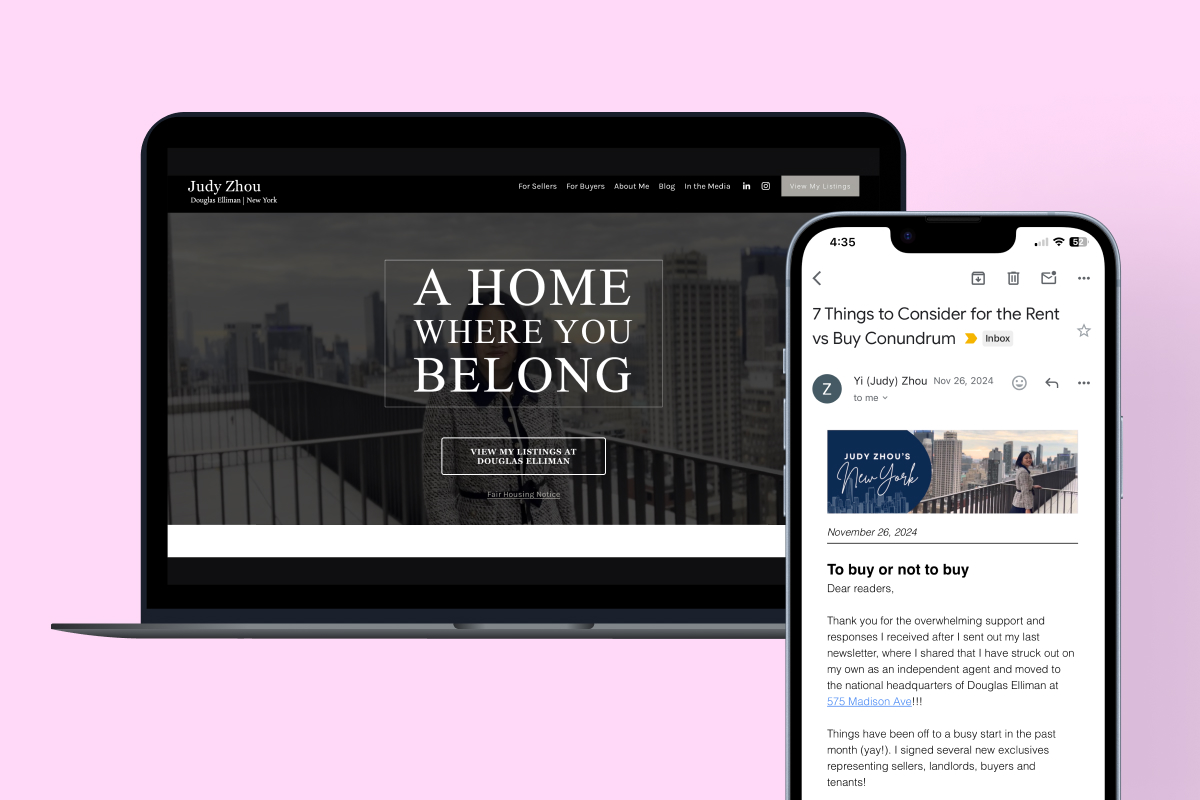 Judy Zhou
Douglas Elliman | New York
For Sellers For Buyers About Me Blog In the Media in View My Listings
A HOME
WHERE YOU
BELONG
VIEW MY LISTINGS AT
DOUGLAS ELLIMAN
Fair Housing Notice
4:35 52
7 Things to Consider for the Rent
vs Buy Conundrum Inbox
Z
Yi (Judy) Zhou Nov 26, 2024
to me
JUDY ZHOU'S
New York
November 26, 2024
To buy or not to buy
Dear readers,
Thank you for the overwhelming support and
responses I received after I sent out my last
newsletter, where I shared that I have struck out on
my own as an independent agent and moved to
the national headquarters of Douglas Elliman at
575 Madison Ave!!!
Things have been off to a busy start in the past
month (yay!). I signed several new exclusives
representing sellers, landlords, buyers and
tenants!